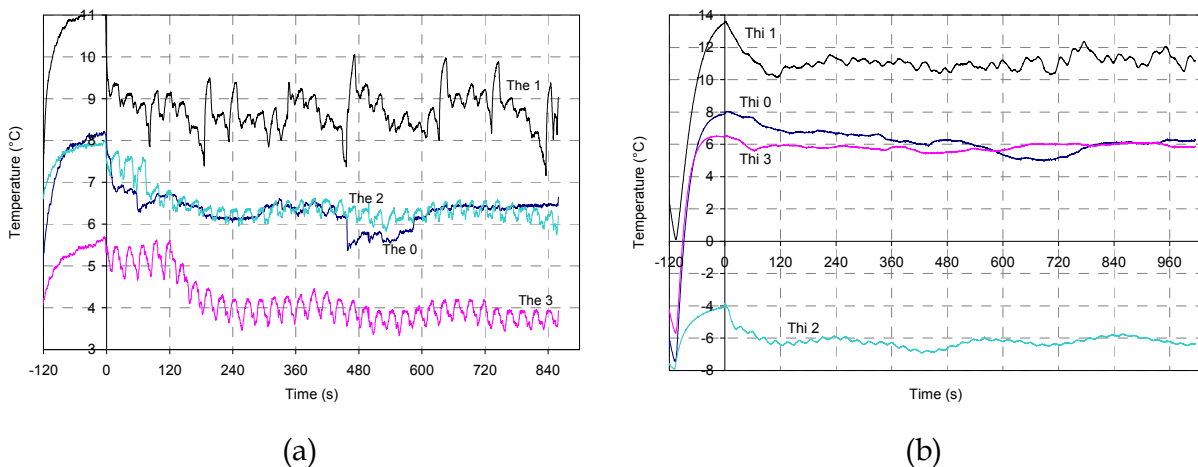 11
10
9
8
7
6
5
4
3
-120 0 120 240 360 480 600 720 840
Temperature (°C)
Time (s)
The 1
The 2
The 0
The 3
(a)
14
12
10
8
6
4
2
0
-2
-4
-6
-8
-120 0 120 240 360 480 600 720 840 960
Temperature (°C)
Time (s)
Thi 1
Thi 0
Thi 3
Thi 2
(b)